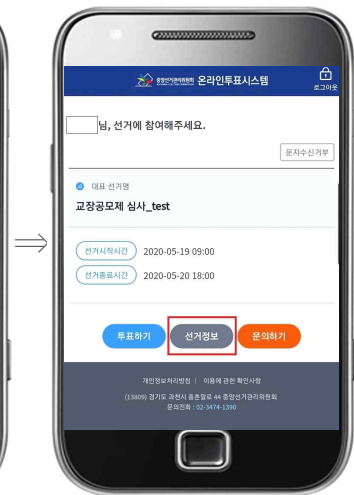 중앙선거관리위원회 온라인투표시스템
로그아웃
님, 선거에 참여해주세요.
문자수신거부
대표 선거명
교장공모제 심사_test
선거시작시간 2020-05-19 09:00
선거종료시간 2020-05-20 18:00
투표하기 선거정보 문의하기
개인정보처리방침 | 이용에 관한 확인사항
(13809) 경기도 과천시 홍촌말로 44 중앙선거관리위원회
문의전화 : 02-3474-1390